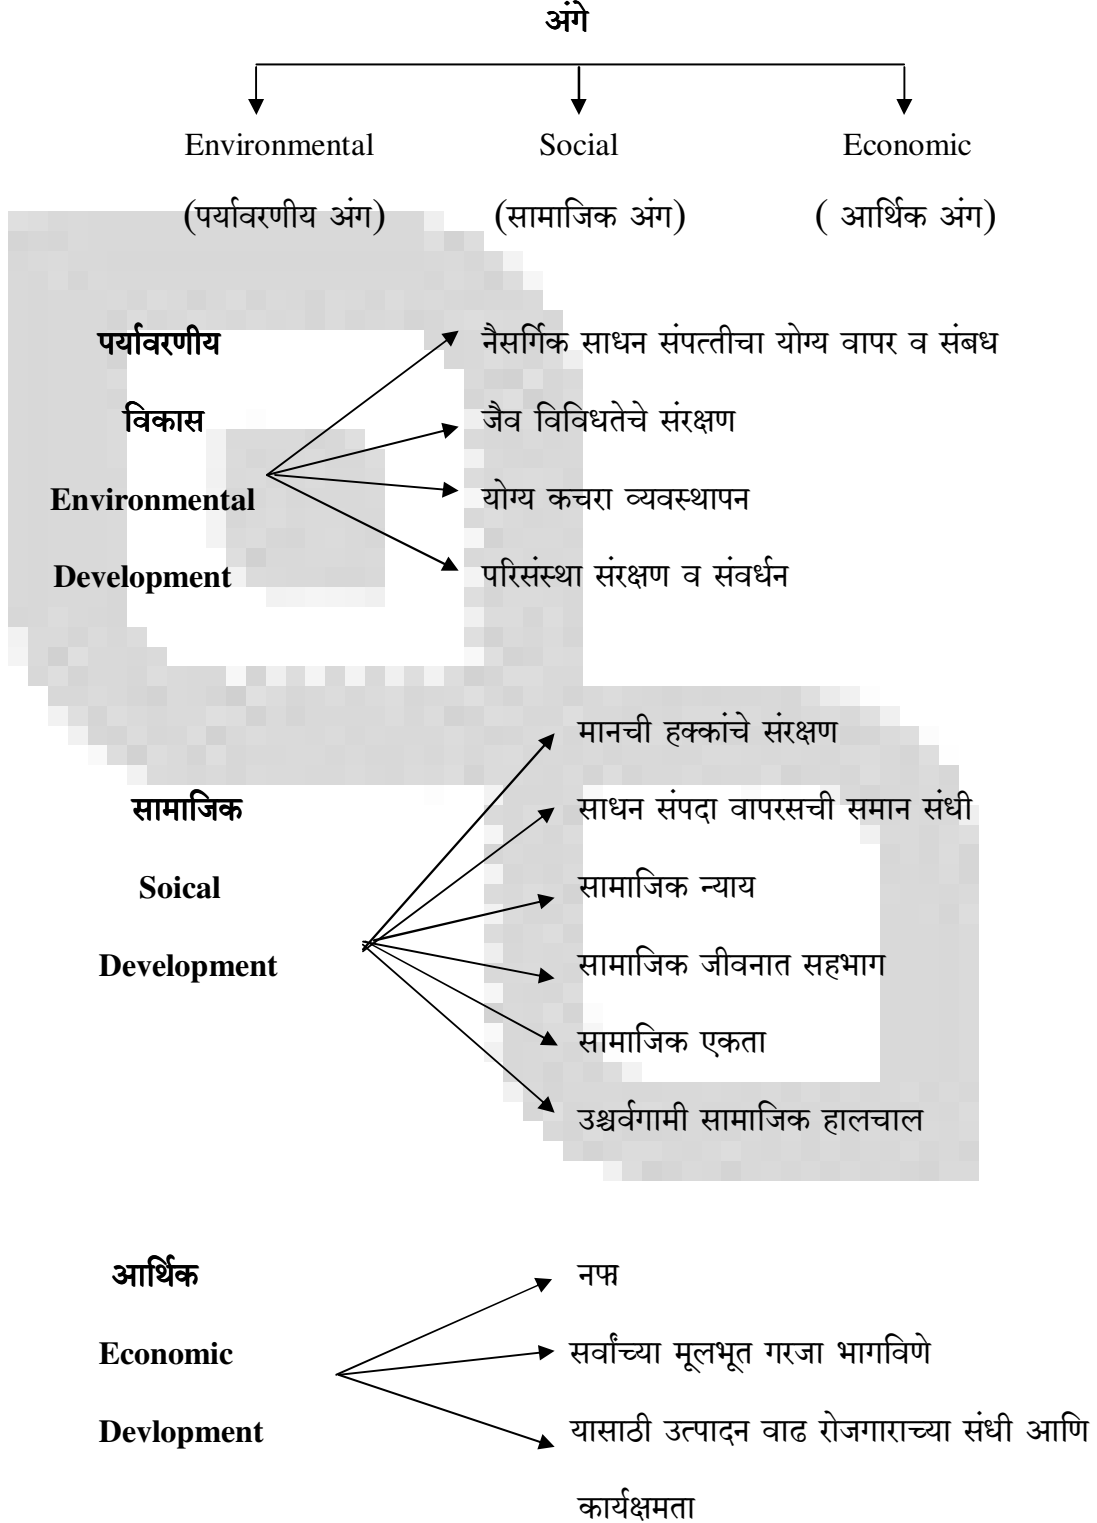 अंगे
Environmental Social Economic
(पर्यावरणीय अंग) (सामाजिक अंग) ( आर्थिक अंग)
पर्यावरणीय नैसर्गिक साधन संपत्तीचा योग्य वापर व संबध
विकास जैव विविधतेचे संरक्षण
Environmental योग्य कचरा व्यवस्थापन
Development परिसंस्था संरक्षण व संवर्धन
मानची हक्कांचे संरक्षण
सामाजिक साधन संपदा वापरसची समान संधी
Soical सामाजिक न्याय
Development सामाजिक जीवनात सहभाग
सामाजिक एकता
उश्चर्वगामी सामाजिक हालचाल
आर्थिक नफा
Economic सर्वांच्या मूलभूत गरजा भागविणे
Devlopment यासाठी उत्पादन वाढ रोजगाराच्या संधी आणि
कार्यक्षमता